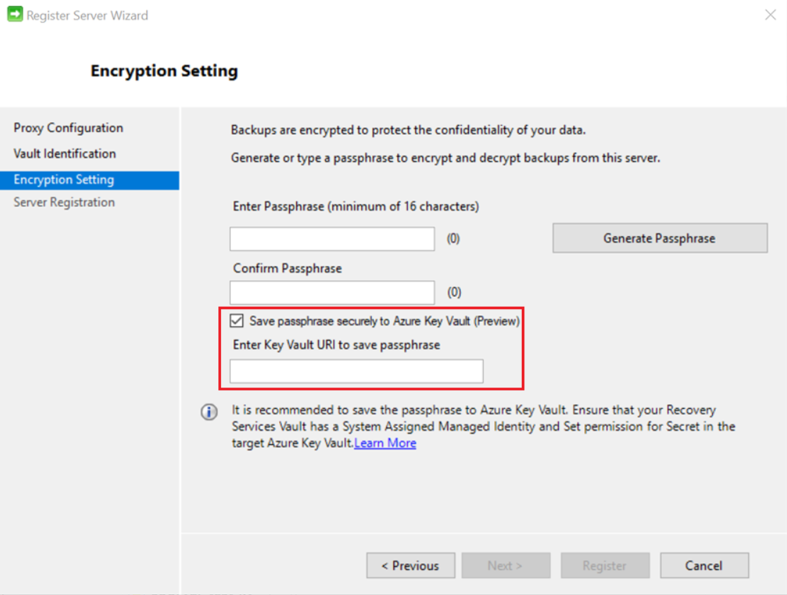 Register Server Wizard
Encryption Setting
Proxy Configuration
Vault Identification
Encryption Setting
Server Registration
Backups are encrypted to protect the confidentiality of your data.
Generate or type a passphrase to encrypt and decrypt backups from this server.
Enter Passphrase (minimum of 16 characters)
(0)
Generate Passphrase
Confirm Passphrase
(0)
Save passphrase securely to Azure Key Vault (Preview)
Enter Key Vault URI to save passphrase
It is recommended to save the passphrase to Azure Key Vault. Ensure that your Recovery
Services Vault has a System Assigned Managed Identity and Set permission for Secret in the
target Azure Key Vault.Learn More
< Previous
Next >
Register
Cancel